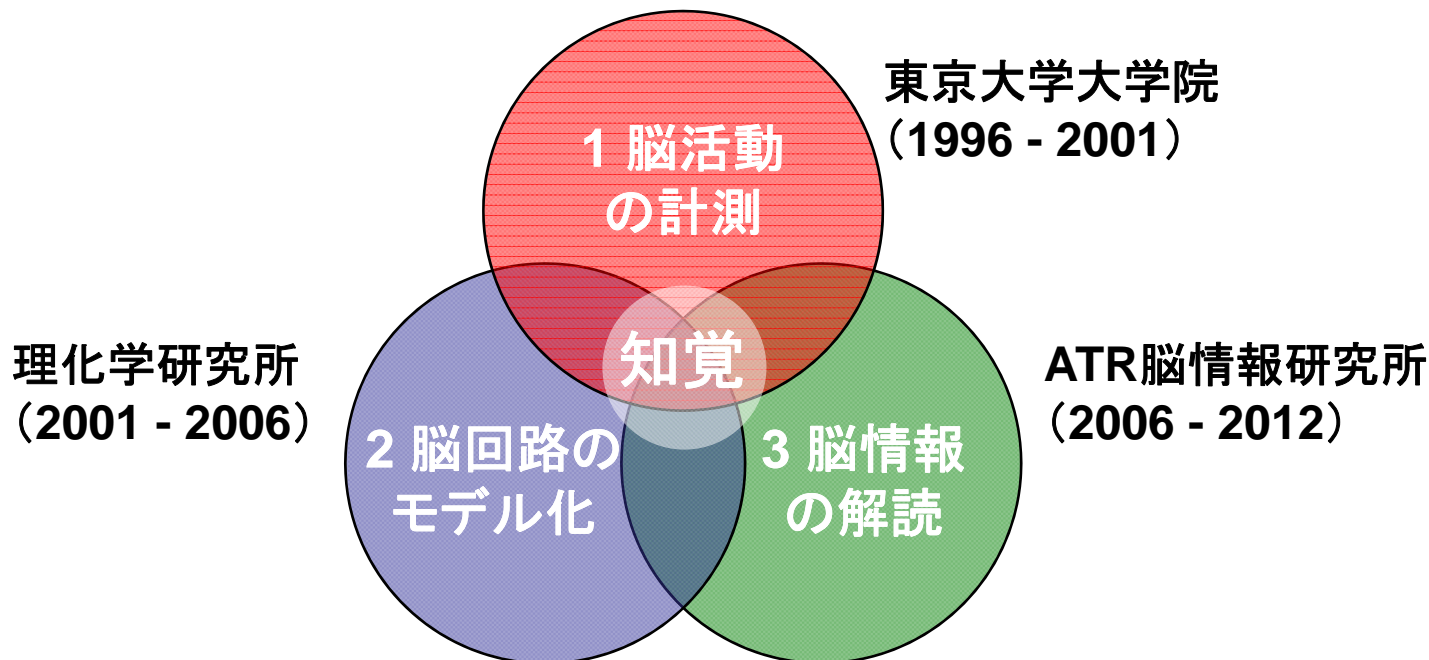 東京大学大学院
（1996 - 2001）
1 脳活動
の計測
知覚
理化学研究所
（2001 - 2006）
ATR脳情報研究所
（2006 - 2012）
2 脳回路の
モデル化
3 脳情報
の解読